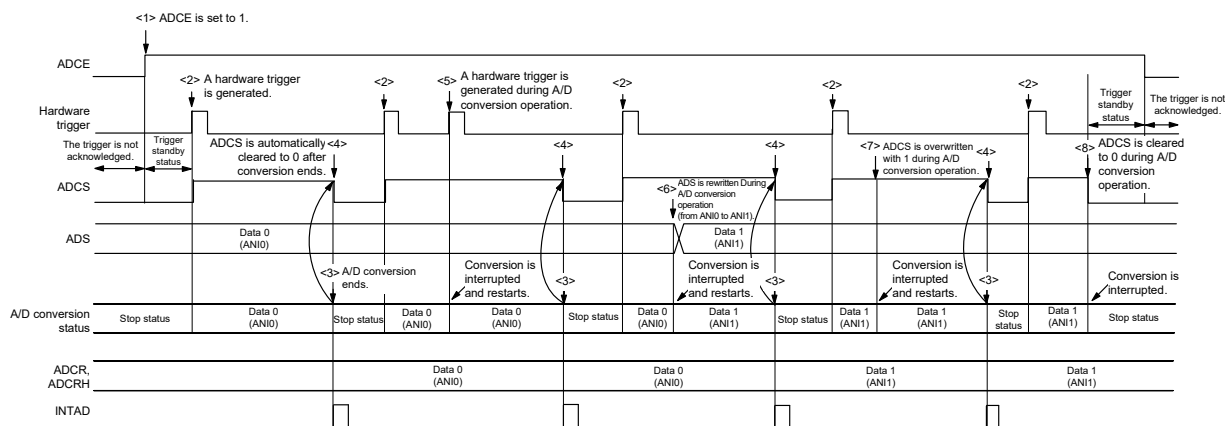 <1> ADCE is set to 1.
ADCE
<2> A hardware trigger
is generated.
<2>
<5> A hardware trigger is
generated during A/D
conversion operation.
<2>
<2>
<2>
Trigger
standby
status
The trigger is not
acknowledged.
Hardware
trigger
The trigger is not
acknowledged.
Trigger
standby
status
ADCS is automatically
cleared to 0 after
conversion ends.
<4>
<4>
<4>
<7> ADCS is overwritten
with 1 during A/D
conversion operation.
<4>
<8> ADCS is cleared
to 0 during A/D
conversion
operation.
ADCS
<6> ADS is rewritten During
A/D conversion
operation
(from ANI0 to ANI1).
ADS
Data 0
(ANI0)
Data 1
(ANI1)
<3> A/D conversion
ends.
Conversion is
interrupted
and restarts.
<3>
Conversion is
interrupted
and restarts.
<3>
Conversion is
interrupted
and restarts.
<3>
Conversion is
interrupted.
A/D conversion
status
Stop status
Data 0
(ANI0)
Stop status
Data 0
(ANI0)
Data 0
(ANI0)
Stop status
Data 0
(ANI0)
Data 1
(ANI1)
Stop status
Data 1
(ANI1)
Data 1
(ANI1)
Stop
status
Data 1
(ANI1)
Stop status
ADCR,
ADCRH
Data 0
(ANI0)
Data 0
(ANI0)
Data 1
(ANI1)
Data 1
(ANI1)
INTAD